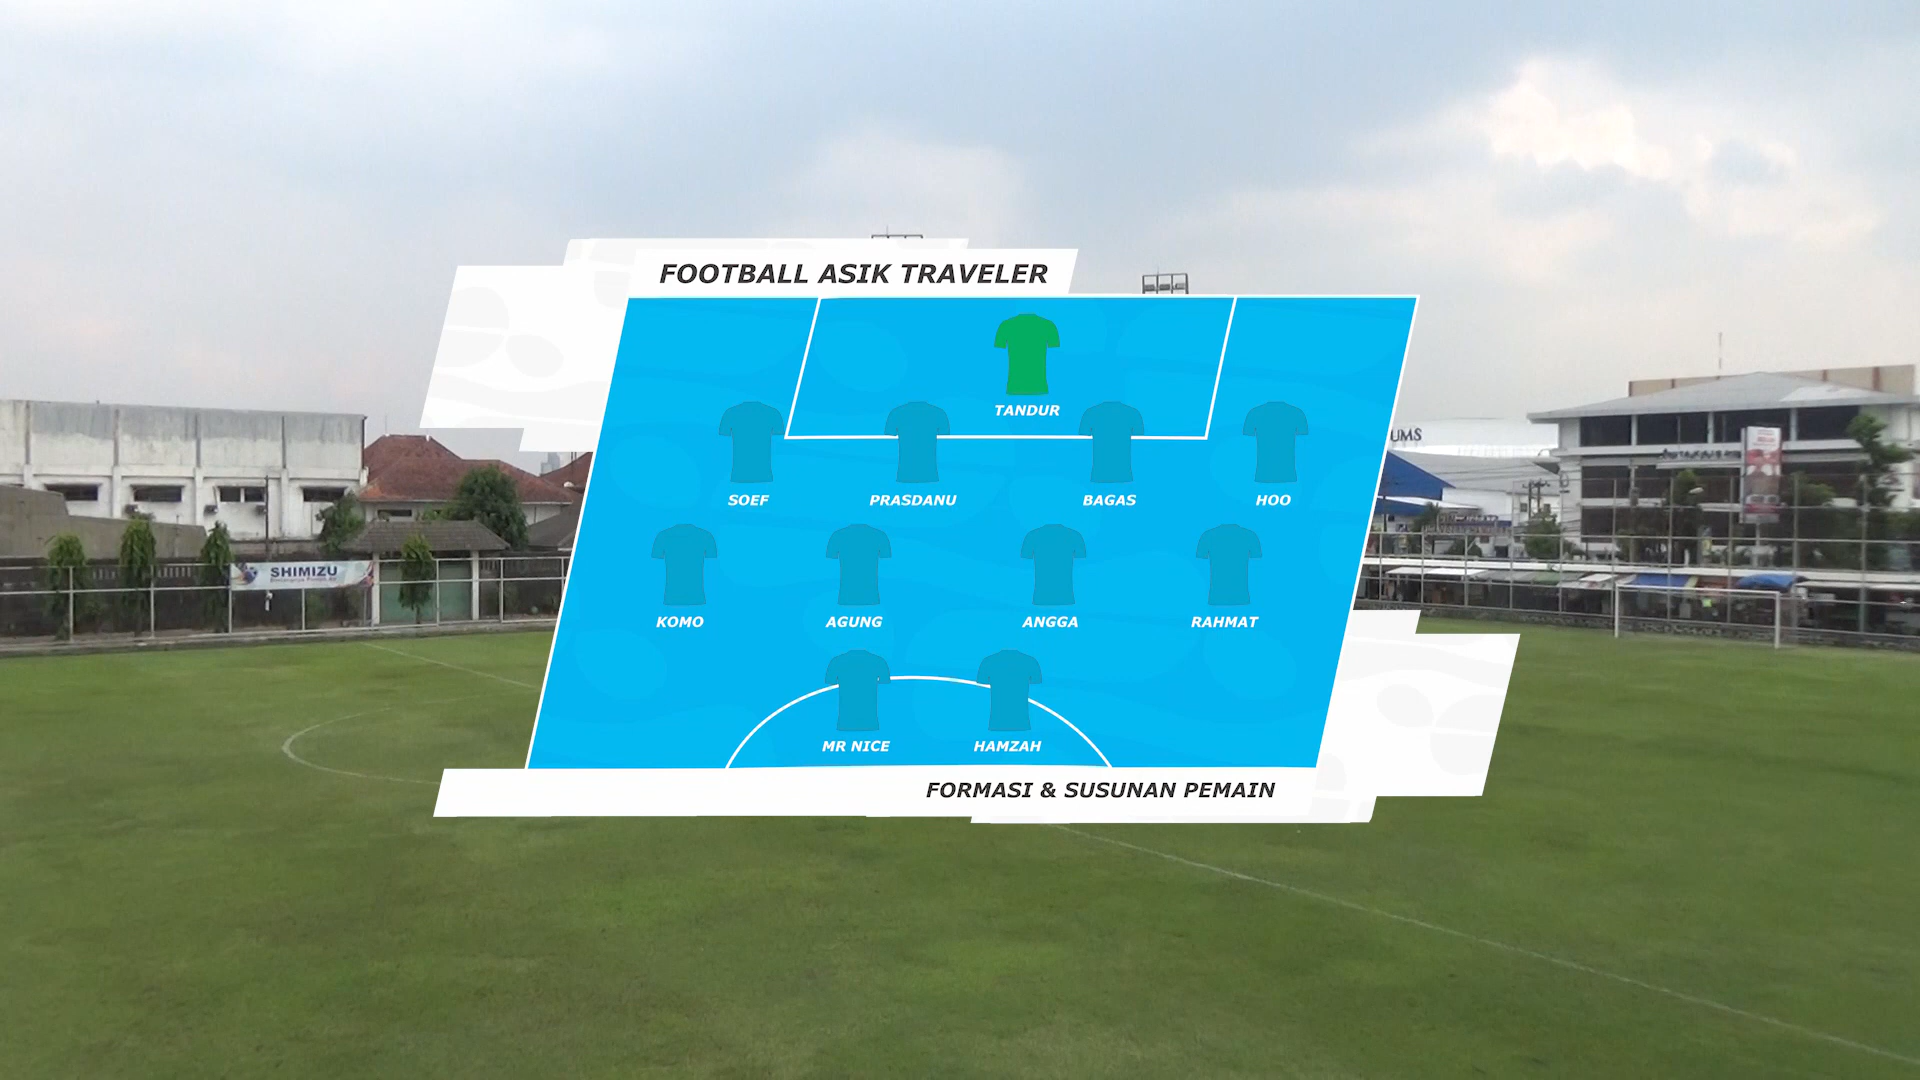 FOOTBALL ASIK TRAVELER
TANDUR
SOEF PRASDANU BAGAS HOO
KOMO AGUNG ANGGA RAHMAT
MR NICE HAMZAH
FORMASI & SUSUNAN PEMAIN
SHIMIZU
UMS